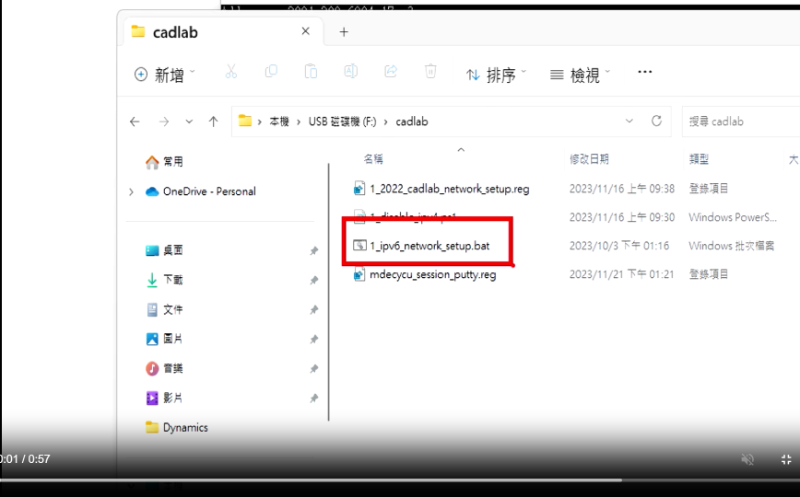 cadlab
新增
排序
檢視
本機 › USB 磁碟機 (F:) › cadlab
搜尋 cadlab
名稱 修改日期 類型 大
常用
OneDrive - Personal
桌面
下載
文件
圖片
音樂
影片
Dynamics
1_2022_cadlab_network_setup.reg 2023/11/16 上午 09:38 登錄項目
1_disable_ipv4.ps1 2023/11/16 上午 09:30 Windows PowerS...
1_ipv6_network_setup.bat 2023/10/3 下午 01:16 Windows 批次檔案
mdecycu_session_putty.reg 2023/11/21 下午 01:21 登錄項目
0:01 / 0:57